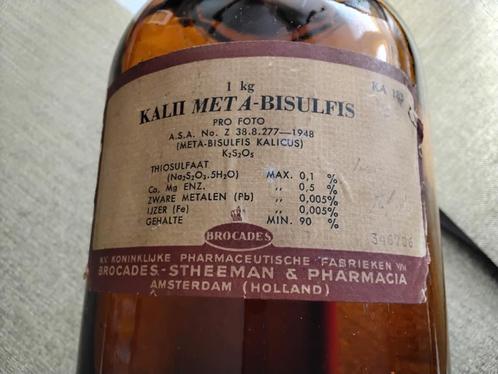 1 kg
KALII META-BISULFIS
PRO FOTO
A.S.A. No. Z 38.8.277—1948
(META-BISULFIS KALICUS)
K₂S₂O₅
THIOSULFAAT
(Na₂S₂O₃.5H₂O) MAX. 0,1 %
Ca, Mg ENZ. ,, 0,5 %
ZWARE METALEN (Pb) ,, 0,005%
IJZER (Fe) ,, 0,005%
GEHALTE MIN. 90 %
BROCADES
N.V. KONINKLIJKE PHARMACEUTISCHE FABRIEKEN V/H
BROCADES-STHEEMAN & PHARMACIA
AMSTERDAM (HOLLAND)
KA